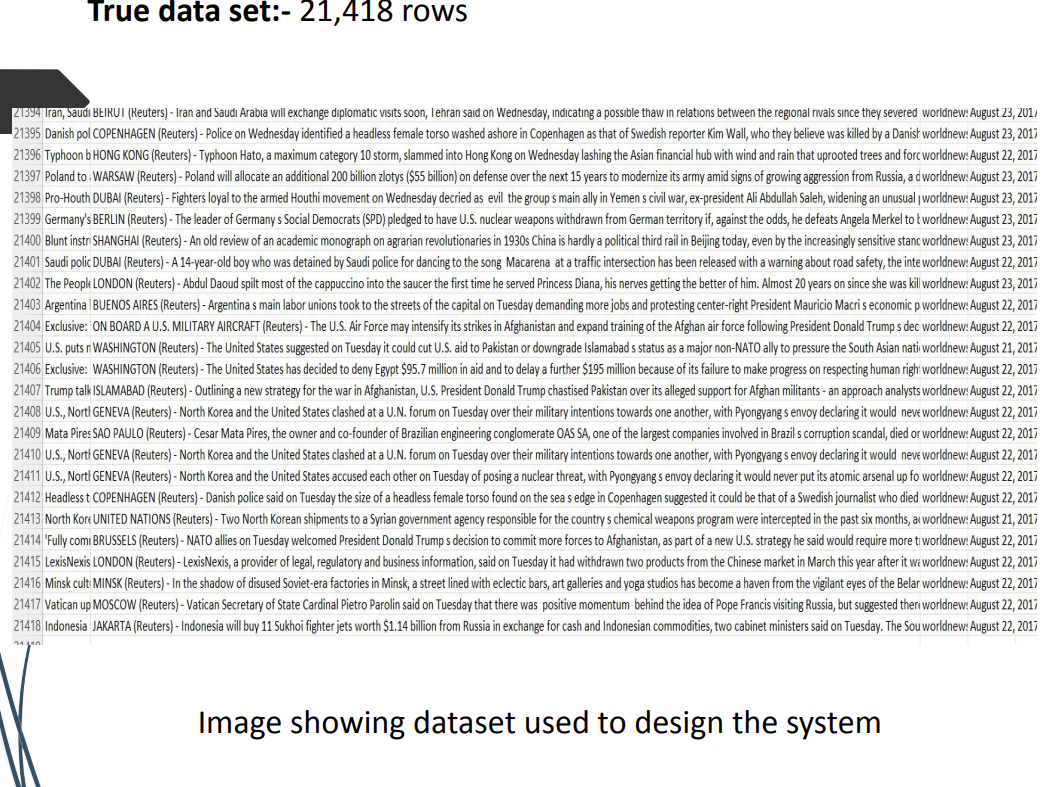 True data set:- 21,418 rows
21394 Iran, Saudi BEIRUT (Reuters) - Iran and Saudi Arabia will exchange diplomatic visits soon, Tehran said on Wednesday, indicating a possible thaw in relations between the regional rivals since they severed worldnews August 23, 2017
21395 Danish pol COPENHAGEN (Reuters) - Police on Wednesday identified a headless female torso washed ashore in Copenhagen as that of Swedish reporter Kim Wall, who they believe was killed by a Danish worldnews August 23, 2017
21396 Typhoon b HONG KONG (Reuters) - Typhoon Hato, a maximum category 10 storm, slammed into Hong Kong on Wednesday lashing the Asian financial hub with wind and rain that uprooted trees and forc worldnews August 22, 2017
21397 Poland to WARSAW (Reuters) - Poland will allocate an additional 200 billion zlotys ($55 billion) on defense over the next 15 years to modernize its army amid signs of growing aggression from Russia, a d worldnews August 23, 2017
21398 Pro-Houth DUBAI (Reuters) - Fighters loyal to the armed Houthi movement on Wednesday decried as evil the group s main ally in Yemen s civil war, ex-president Ali Abdullah Saleh, widening an unusual worldnews August 23, 2017
21399 Germany's BERLIN (Reuters) - The leader of Germany s Social Democrats (SPD) pledged to have U.S. nuclear weapons withdrawn from German territory if, against the odds, he defeats Angela Merkel to b worldnews August 23, 2017
21400 Blunt instr SHANGHAI (Reuters) - An old review of an academic monograph on agrarian revolutionaries in 1930s China is hardly a political third rail in Beijing today, even by the increasingly sensitive stanc worldnews August 23, 2017
21401 Saudi polic DUBAI (Reuters) - A 14-year-old boy who was detained by Saudi police for dancing to the song Macarena at a traffic intersection has been released with a warning about road safety, the inte worldnews August 22, 2017
21402 The People LONDON (Reuters) - Abdul Daoud spilt most of the cappuccino into the saucer the first time he served Princess Diana, his nerves getting the better of him. Almost 20 years on since she was kill worldnews August 23, 2017
21403 Argentina BUENOS AIRES (Reuters) - Argentina s main labor unions took to the streets of the capital on Tuesday demanding more jobs and protesting center-right President Mauricio Macri s economic p worldnews August 22, 2017
21404 Exclusive: ON BOARD A U.S. MILITARY AIRCRAFT (Reuters) - The U.S. Air Force may intensify its strikes in Afghanistan and expand training of the Afghan air force following President Donald Trump s dec worldnews August 22, 2017
21405 U.S. puts n WASHINGTON (Reuters) - The United States suggested on Tuesday it could cut U.S. aid to Pakistan or downgrade Islamabad s status as a major non-NATO ally to pressure the South Asian nati worldnews August 21, 2017
21406 Exclusive: WASHINGTON (Reuters) - The United States has decided to deny Egypt $95.7 million in aid and to delay a further $195 million because of its failure to make progress on respecting human righ worldnews August 22, 2017
21407 Trump talk ISLAMABAD (Reuters) - Outlining a new strategy for the war in Afghanistan, U.S. President Donald Trump chastised Pakistan over its alleged support for Afghan militants - an approach analysts worldnews August 22, 2017
21408 U.S., North GENEVA (Reuters) - North Korea and the United States clashed at a U.N. forum on Tuesday over their military intentions towards one another, with Pyongyang s envoy declaring it would neve worldnews August 22, 2017
21409 Mata Pires SAO PAULO (Reuters) - Cesar Mata Pires, the owner and co-founder of Brazilian engineering conglomerate OAS SA, one of the largest companies involved in Brazil s corruption scandal, died on worldnews August 22, 2017
21410 U.S., North GENEVA (Reuters) - North Korea and the United States clashed at a U.N. forum on Tuesday over their military intentions towards one another, with Pyongyang s envoy declaring it would neve worldnews August 22, 2017
21411 U.S., North GENEVA (Reuters) - North Korea and the United States accused each other on Tuesday of posing a nuclear threat, with Pyongyang s envoy declaring it would never put its atomic arsenal up fo worldnews August 22, 2017
21412 Headless t COPENHAGEN (Reuters) - Danish police said on Tuesday the size of a headless female torso found on the sea s edge in Copenhagen suggested it could be that of a Swedish journalist who died worldnews August 22, 2017
21413 North Kore UNITED NATIONS (Reuters) - Two North Korean shipments to a Syrian government agency responsible for the country s chemical weapons program were intercepted in the past six months, a worldnews August 21, 2017
21414 'Fully com BRUSSELS (Reuters) - NATO allies on Tuesday welcomed President Donald Trump s decision to commit more forces to Afghanistan, as part of a new U.S. strategy he said would require more t worldnews August 22, 2017
21415 LexisNexis LONDON (Reuters) - LexisNexis, a provider of legal, regulatory and business information, said on Tuesday it had withdrawn two products from the Chinese market in March this year after it wa worldnews August 22, 2017
21416 Minsk cult MINSK (Reuters) - In the shadow of disused Soviet-era factories in Minsk, a street lined with eclectic bars, art galleries and yoga studios has become a haven from the vigilant eyes of the Belar worldnews August 22, 2017
21417 Vatican up MOSCOW (Reuters) - Vatican Secretary of State Cardinal Pietro Parolin said on Tuesday that there was positive momentum behind the idea of Pope Francis visiting Russia, but suggested there worldnews August 22, 2017
21418 Indonesia JAKARTA (Reuters) - Indonesia will buy 11 Sukhoi fighter jets worth $1.14 billion from Russia in exchange for cash and Indonesian commodities, two cabinet ministers said on Tuesday. The Sou worldnews August 22, 2017
Image showing dataset used to design the system